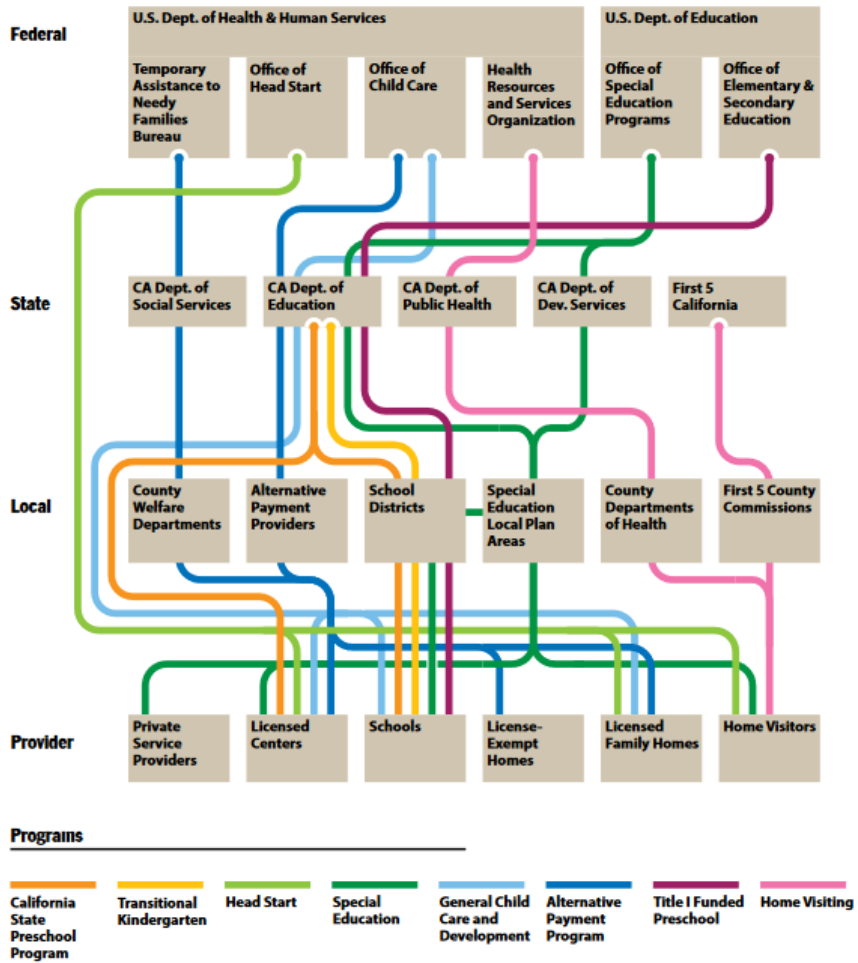 Federal
U.S. Dept. of Health & Human Services
U.S. Dept. of Education
Temporary
Assistance to
Needy
Families
Bureau
Office of
Head Start
Office of
Child Care
Health
Resources
and Services
Organization
Office of
Special
Education
Programs
Office of
Elementary &
Secondary
Education
State
CA Dept. of
Social Services
CA Dept. of
Education
CA Dept. of
Public Health
CA Dept. of
Dev. Services
First 5
California
Local
County
Welfare
Departments
Alternative
Payment
Providers
School
Districts
Special
Education
Local Plan
Areas
County
Departments
of Health
First 5 County
Commissions
Provider
Private
Service
Providers
Licensed
Centers
Schools
License-
Exempt
Homes
Licensed
Family Homes
Home Visitors
Programs
California
State
Preschool
Program
Transitional
Kindergarten
Head Start
Special
Education
General Child
Care and
Development
Alternative
Payment
Program
Title I Funded
Preschool
Home Visiting